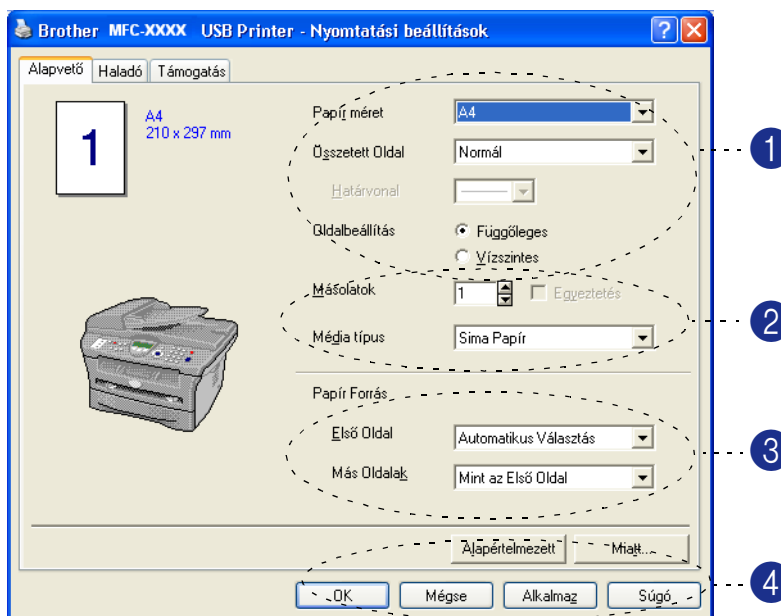 Brother MFC-XXXX USB Printer - Nyomtatási beállítások
Alapvető Haladó Támogatás
1
A4
210 x 297 mm
Papír méret A4
Összetett Oldal Normál
Határvonal
Oldalbeállítás Függőleges
Vízszintes
1
Másolatok 1 Egyeztetés
Média típus Sima Papír
2
Papír Forrás
Első Oldal Automatikus Választás
Más Oldalak Mint az Első Oldal
3
Alapértelmezett Miatt...
OK Mégse Alkalmaz Súgó
4